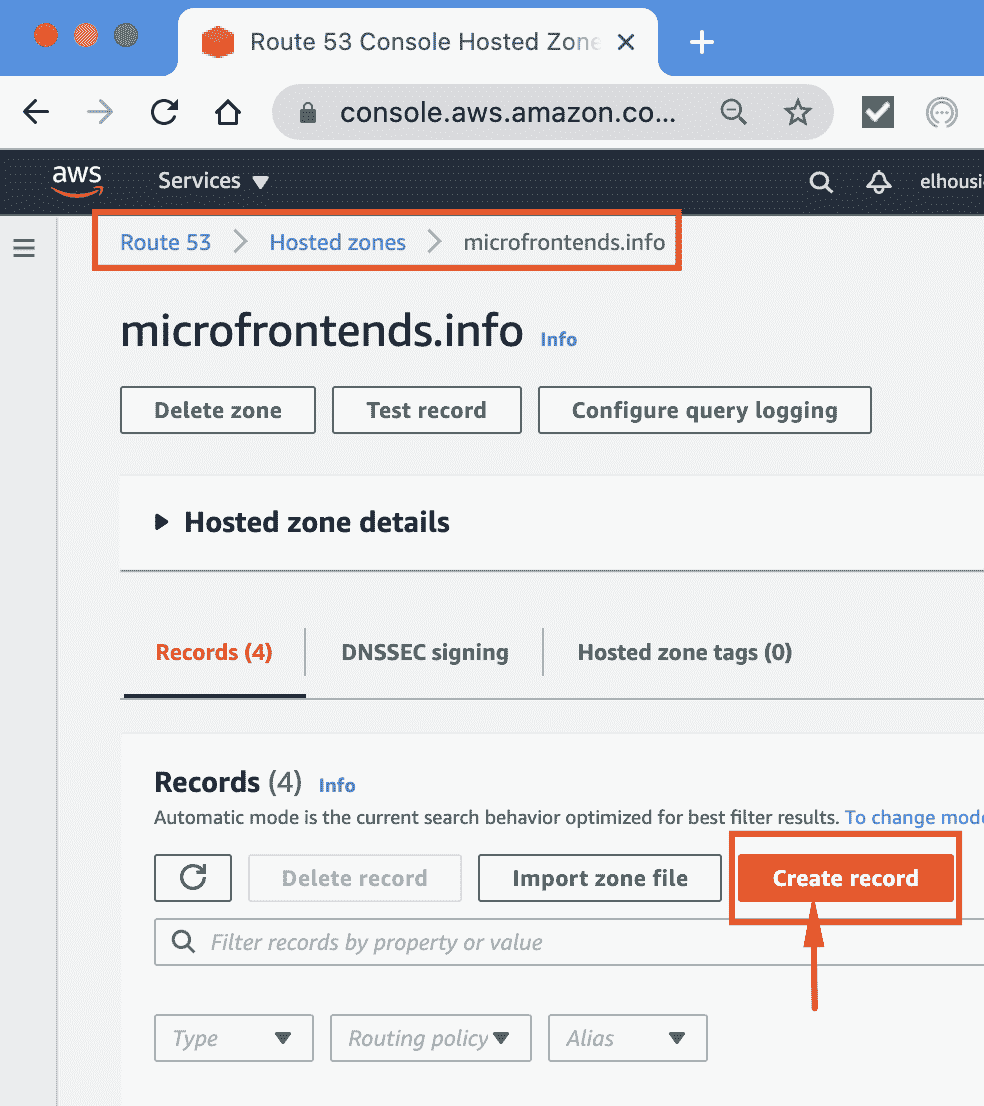 Route 53 Console Hosted Zone
console.aws.amazon.co...
aws Services elhousi
Route 53 Hosted zones microfrontends.info
microfrontends.info Info
Delete zone Test record Configure query logging
Hosted zone details
Records (4) DNSSEC signing Hosted zone tags (0)
Records (4) Info
Automatic mode is the current search behavior optimized for best filter results. To change mode
Delete record Import zone file Create record
Filter records by property or value
Type Routing policy Alias